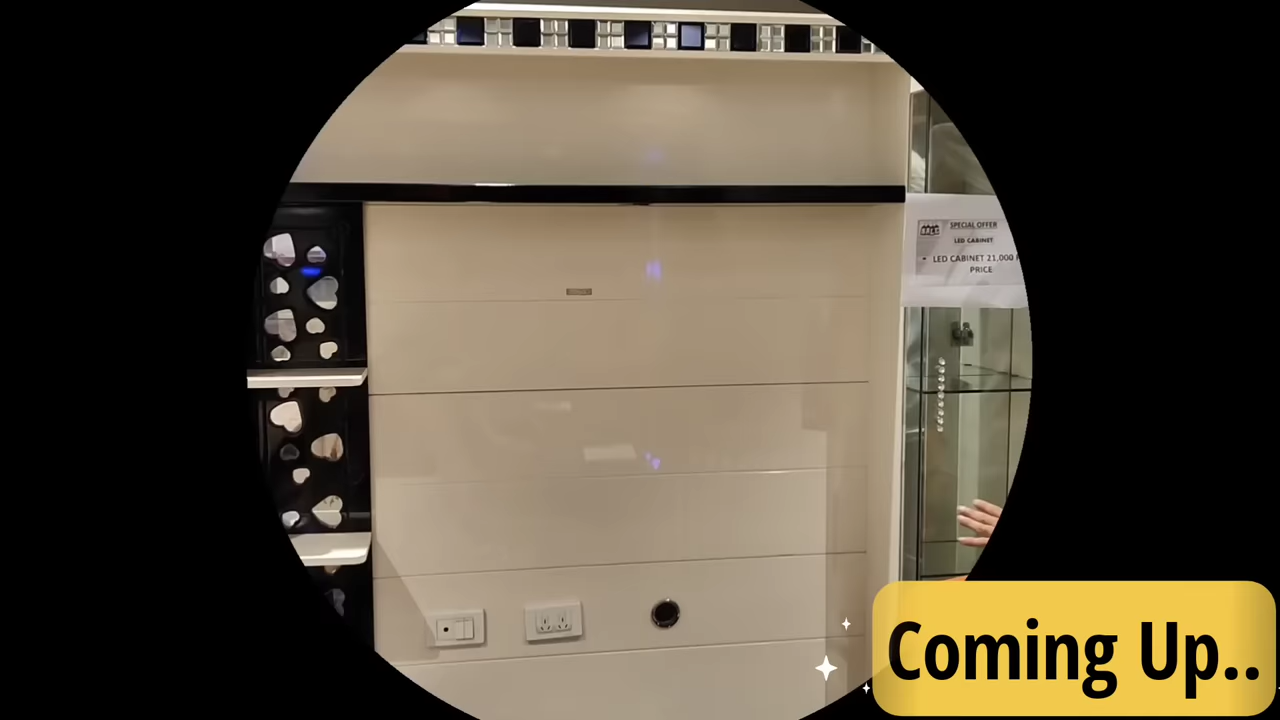 SPECIAL OFFER
LED CABINET
• LED CABINET 21,000
PRICE
Coming Up..